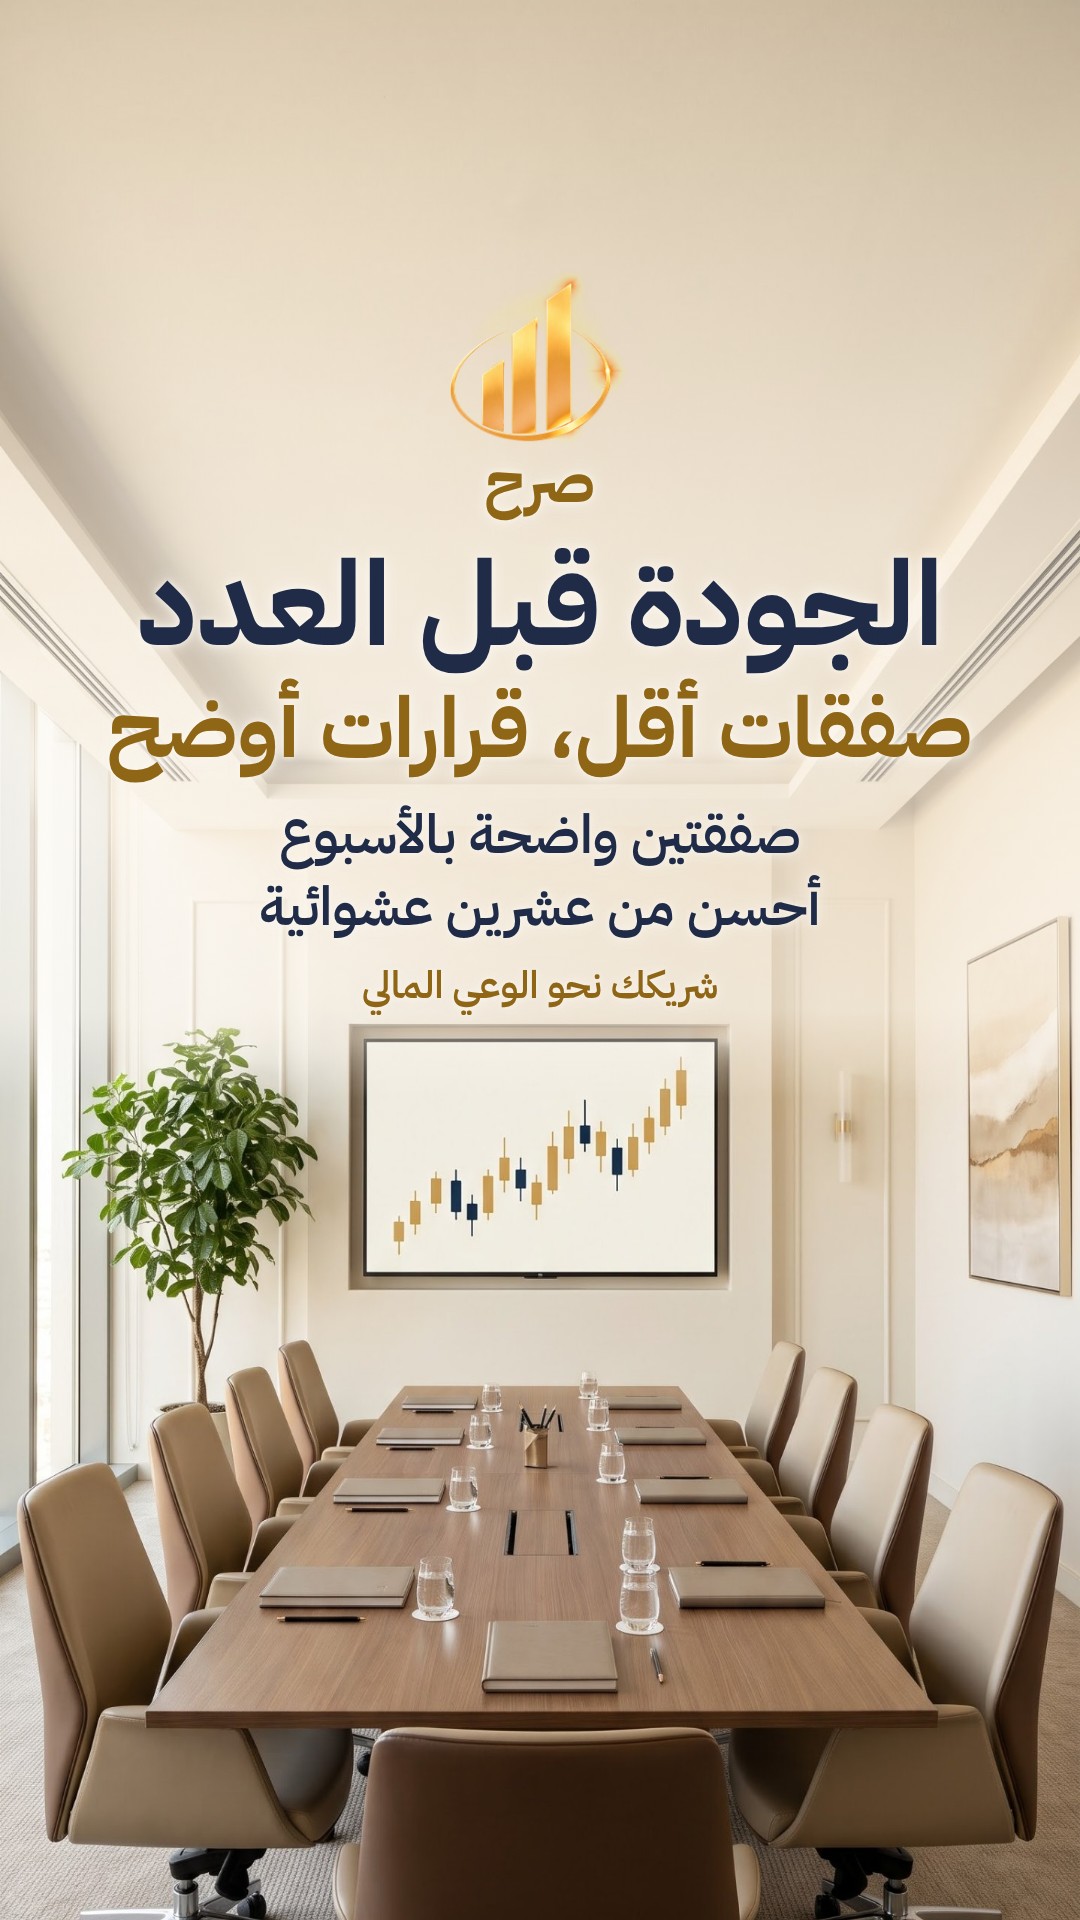 صرح
الجودة قبل العدد
صفقات أقل، قرارات أوضح
صفقتين واضحة بالأسبوع
أحسن من عشرين عشوائية
شريكك نحو الوعي المالي